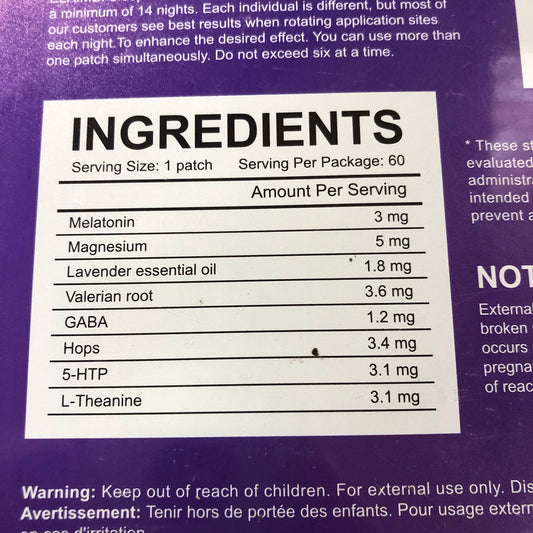 a minimum of 14 nights. Each individual is different, but most of
our customers see best results when rotating application sites
each night.To enhance the desired effect. You can use more than
one patch simultaneously. Do not exceed six at a time.
INGREDIENTS
Serving Size: 1 patch Serving Per Package: 60
Amount Per Serving
Melatonin 3 mg
Magnesium 5 mg
Lavender essential oil 1.8 mg
Valerian root 3.6 mg
GABA 1.2 mg
Hops 3.4 mg
5-HTP 3.1 mg
L-Theanine 3.1 mg
* These st
evaluated
administra
intended
prevent a
NOT
External
broken
occurs
pregna
of reac
Warning: Keep out of reach of children. For external use only. Dis
Avertissement: Tenir hors de portée des enfants. Pour usage extern
en cas d'irritation